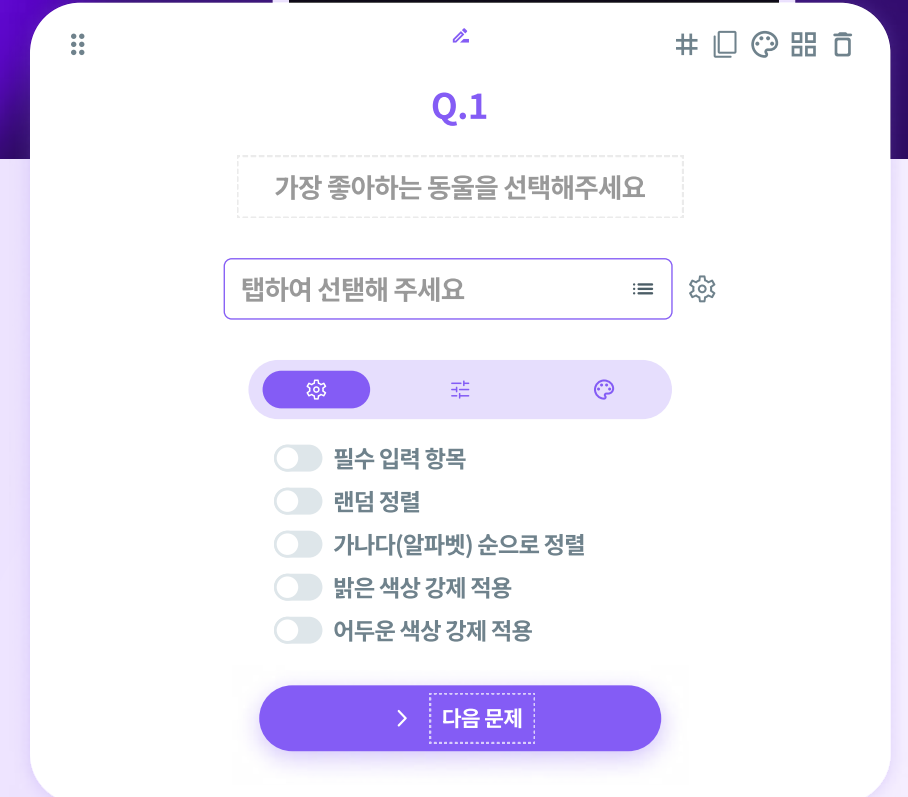 Q.1
가장 좋아하는 동울을 선택해주세요
탭하여 선탣해 주세요
필수 입력 항목
랜덤 정렬
가나다(알파벳) 순으로 정렬
밝은 색상 강제 적용
어두운 색상 강제 적용
다음 문제